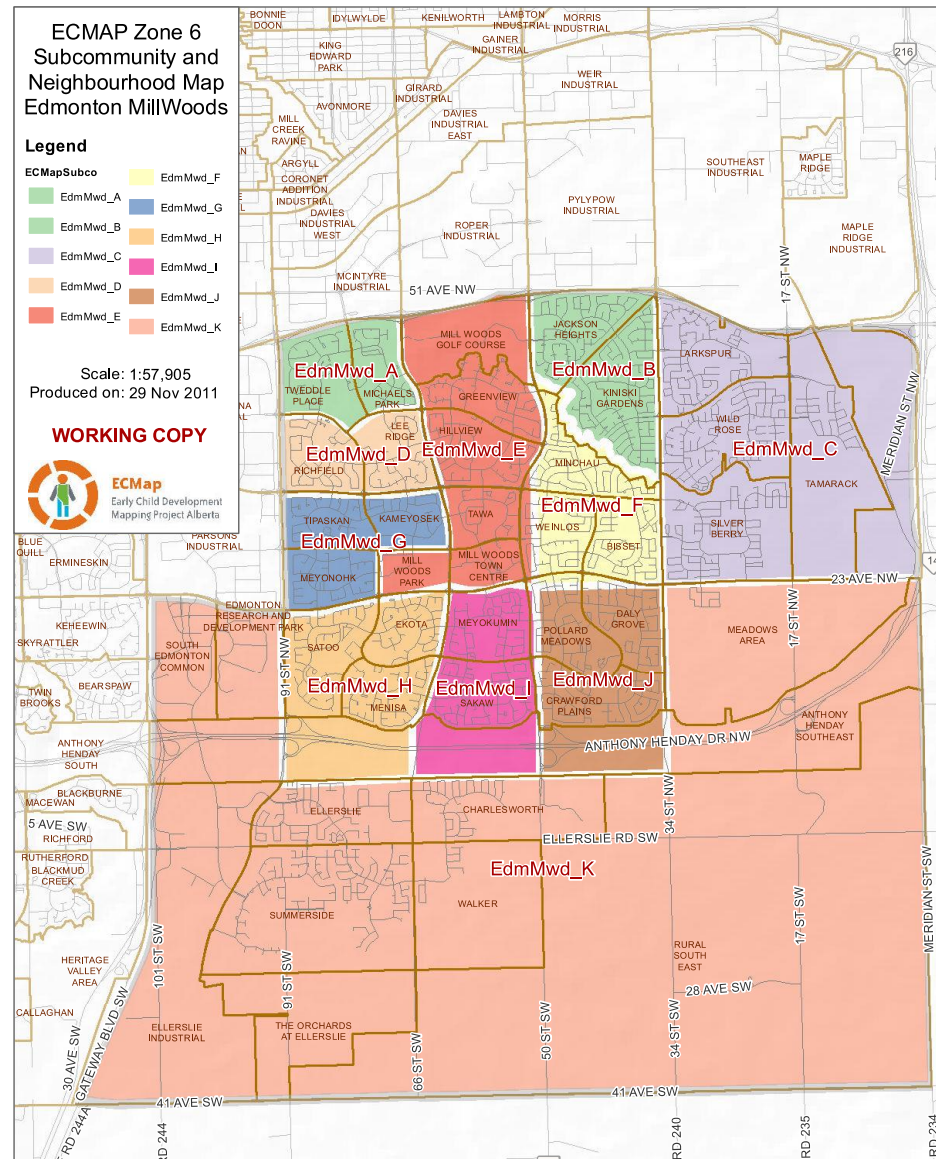 ECMAP Zone 6
Subcommunity and
Neighbourhood Map
Edmonton MillWoods
Legend
ECMapSubco
EdmMwd_A
EdmMwd_B
EdmMwd_C
EdmMwd_D
EdmMwd_E
EdmMwd_F
EdmMwd_G
EdmMwd_H
EdmMwd_I
EdmMwd_J
EdmMwd_K
Scale: 1:57,905
Produced on: 29 Nov 2011
WORKING COPY
ECMap
Early Child Development
Mapping Project Alberta
BONNIE
DOON
IDYLWYLDE
KENILWORTH
LAMBTON
INDUSTRIAL
MORRIS
INDUSTRIAL
GAINER
INDUSTRIAL
KING
EDWARD
PARK
216
WEIR
INDUSTRIAL
GIRARD
INDUSTRIAL
AVONMORE
MILL
CREEK
RAVINE
DAVIES
INDUSTRIAL
EAST
ARGYLL
SOUTHEAST
INDUSTRIAL
MAPLE
RIDGE
CORONET
ADDITION
INDUSTRIAL
DAVIES
INDUSTRIAL
WEST
PYLYPOW
INDUSTRIAL
ROPER
INDUSTRIAL
MAPLE
RIDGE
INDUSTRIAL
MCINTYRE
INDUSTRIAL
17 ST NW
51 AVE NW
MILL WOODS
GOLF COURSE
JACKSON
HEIGHTS
LARKSPUR
EdmMwd_A
EdmMwd_B
TWEDDLE
PLACE
MICHAELS
PARK
GREENVIEW
KINISKI
GARDENS
MERIDIAN ST NW
LEE
RIDGE
HILLVIEW
WILD
ROSE
EdmMwd_D
EdmMwd_E
EdmMwd_C
RICHFIELD
MINCHAU
TAMARACK
EdmMwd_F
TIPASKAN
KAMEYOSEK
TAWA
WEINLOS
SILVER
BERRY
EdmMwd_G
BISSET
PARSONS
INDUSTRIAL
BLUE
QUILL
ERMINESKIN
MILL
WOODS
PARK
MILL WOODS
TOWN
CENTRE
MEYONOHK
23 AVE NW
14
EDMONTON
RESEARCH AND
DEVELOPMENT PARK
KEHEEWIN
SKYRATTLER
EKOTA
MEYOKUMIN
DALY
GROVE
POLLARD
MEADOWS
MEADOWS
AREA
17 ST NW
SOUTH
EDMONTON
COMMON
SATOO
91 ST NW
BEARSPAW
TWIN
BROOKS
EdmMwd_H
EdmMwd_I
EdmMwd_J
MENISA
SAKAW
CRAWFORD
PLAINS
ANTHONY
HENDAY
SOUTHEAST
ANTHONY HENDAY DR NW
ANTHONY
HENDAY
SOUTH
34 ST NW
BLACKBURNE
MACEWAN
ELLERSLIE
CHARLESWORTH
5 AVE SW
RICHFORD
ELLERSLIE RD SW
RUTHERFORD
BLACKMUD
CREEK
EdmMwd_K
WALKER
SUMMERSIDE
MERIDIAN ST SW
17 ST SW
101 ST SW
RURAL
SOUTH
EAST
HERITAGE
VALLEY
AREA
91 ST SW
28 AVE SW
CALLAGHAN
GATEWAY BLVD SW
ELLERSLIE
INDUSTRIAL
THE ORCHARDS
AT ELLERSLIE
30 AVE SW
66 ST SW
50 ST SW
34 ST SW
41 AVE SW
41 AVE SW
RD 244A
RD 244
RD 240
RD 235
RD 234